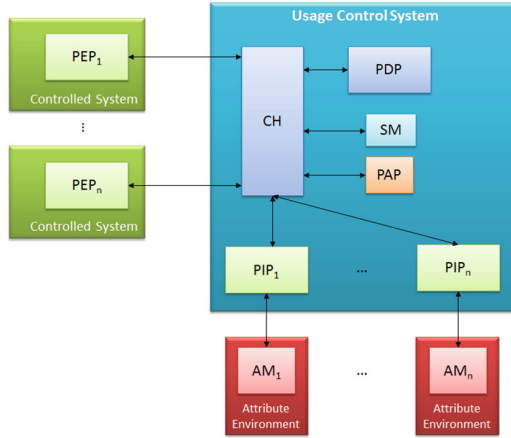 Usage Control System
PEP₁
Controlled System
...
PEPₙ
Controlled System
CH
PDP
SM
PAP
PIP₁
...
PIPₙ
AM₁
Attribute
Environment
...
AMₙ
Attribute
Environment